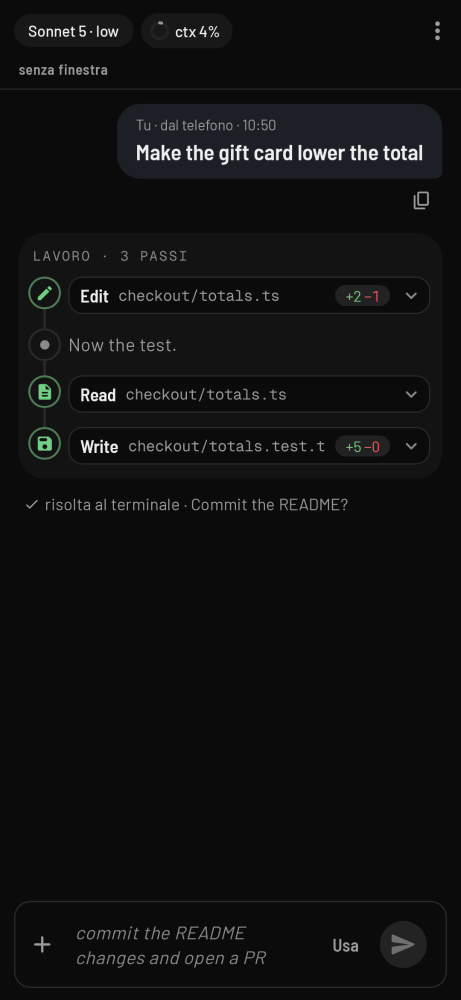 Sonnet 5 · low
ctx 4%
senza finestra
Tu · dal telefono · 10:50
Make the gift card lower the total
LAVORO · 3 PASSI
Edit checkout/totals.ts +2 −1
Now the test.
Read checkout/totals.ts
Write checkout/totals.test.t +5 −0
✓ risolta al terminale · Commit the README?
commit the README
changes and open a PR
Usa